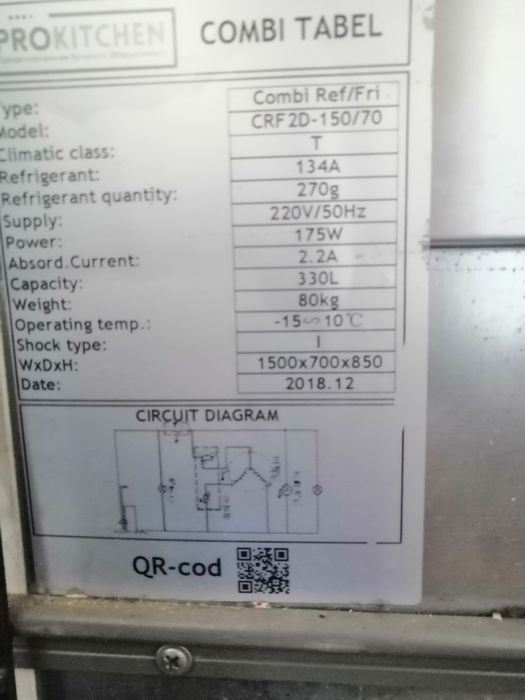 PROKITCHEN
COMBI TABEL
Type: Combi Ref/Fri
Model: CRF2D-150/70
Climatic class: T
Refrigerant: 134A
Refrigerant quantity: 270g
Supply: 220V/50Hz
Power: 175W
Absord.Current: 2.2A
Capacity: 330L
Weight: 80kg
Operating temp.: -15∽10℃
Shock type: I
WxDxH: 1500x700x850
Date: 2018.12
CIRCUIT DIAGRAM
QR-cod